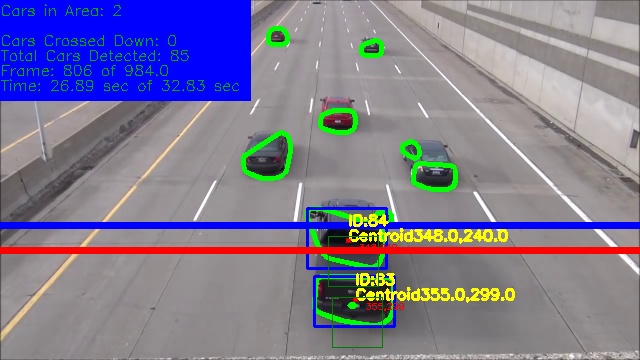 Cars in Area: 2
Cars Crossed Down: 0
Total Cars Detected: 85
Frame: 806 of 984.0
Time: 26.89 sec of 32.83 sec
ID:84
Centroid348.0,240.0
ID:83
Centroid355.0,299.0